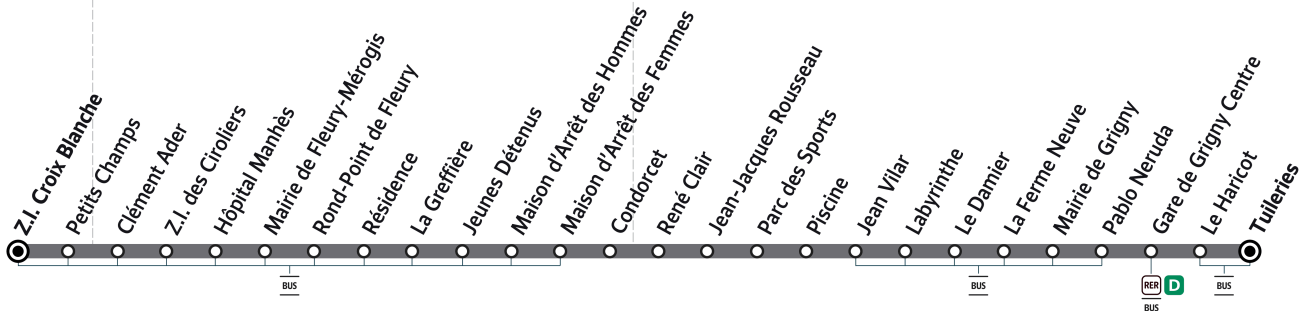 Z.I. Croix Blanche
Petits Champs
Clément Ader
Z.I. des Ciroliers
Hôpital Manhès
Mairie de Fleury-Mérogis
Rond-Point de Fleury
Résidence
La Greffière
Jeunes Détenus
Maison d'Arrêt des Hommes
Maison d'Arrêt des Femmes
Condorcet
René Clair
Jean-Jacques Rousseau
Parc des Sports
Piscine
Jean Vilar
Labyrinthe
Le Damier
La Ferme Neuve
Mairie de Grigny
Pablo Neruda
Gare de Grigny Centre
Le Haricot
Tuileries
BUS
BUS
RER D
BUS
BUS